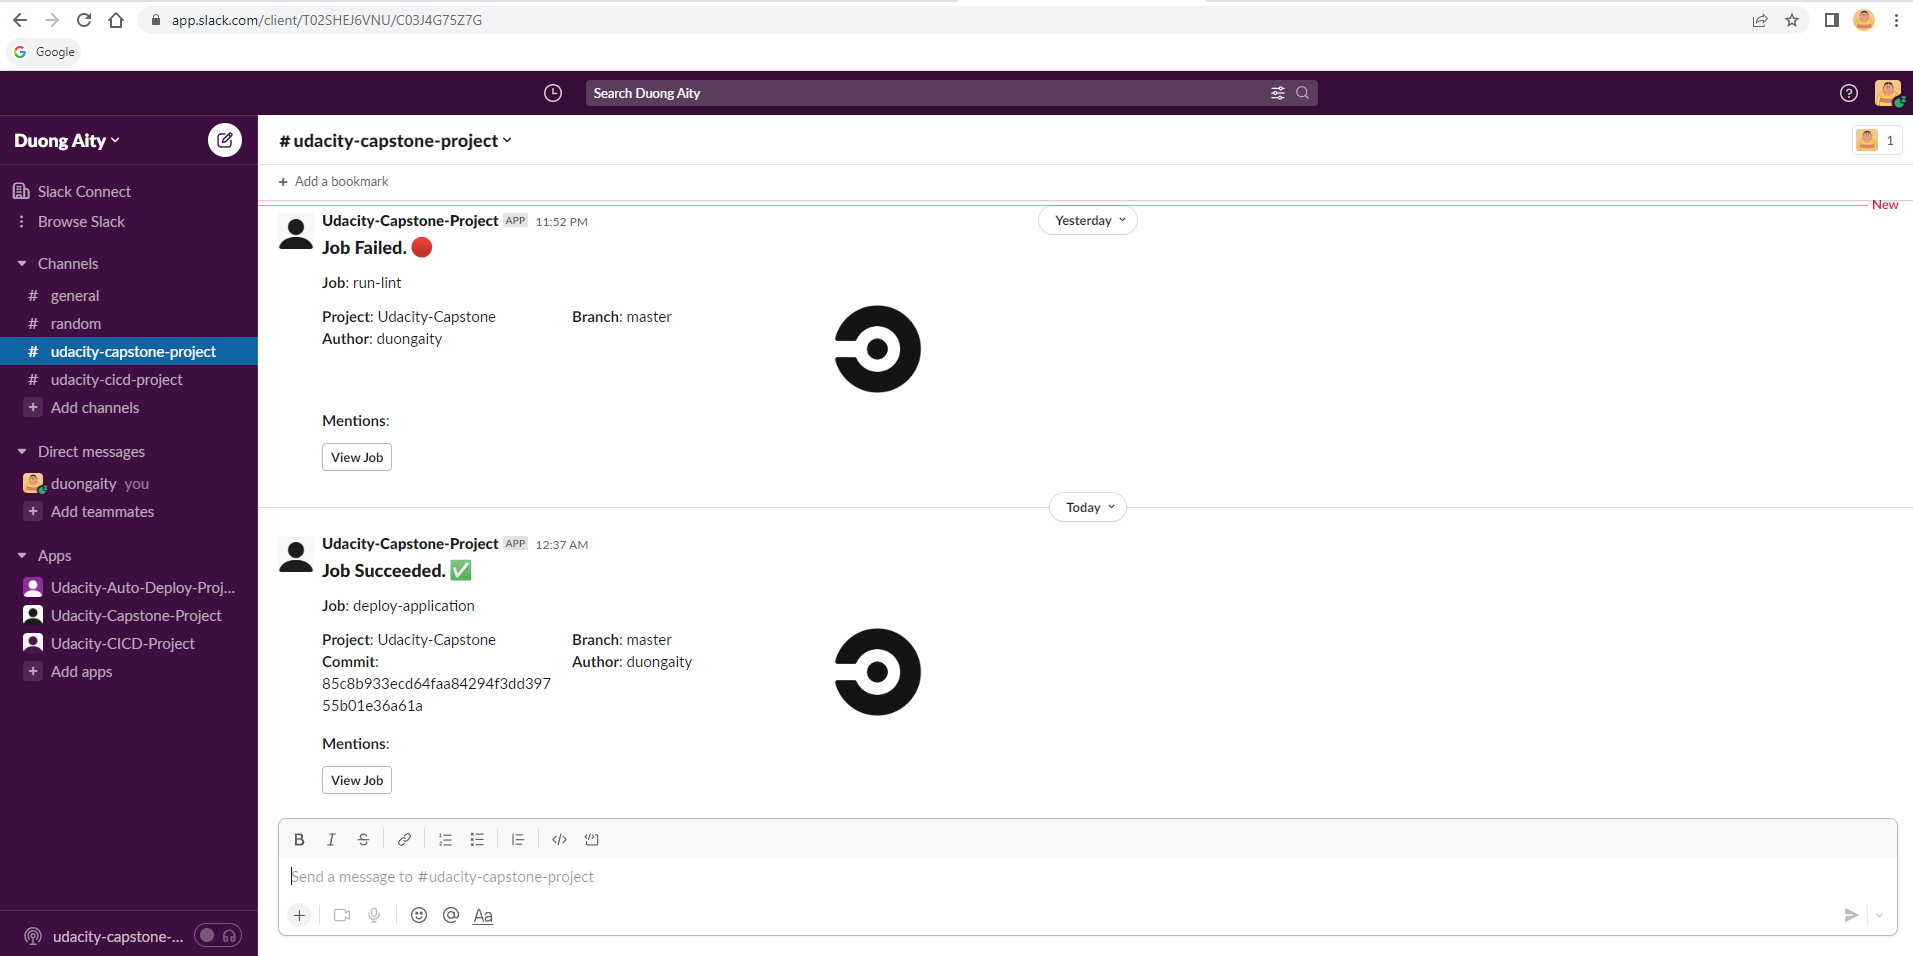 app.slack.com/client/T02SHEJ6VNU/C03J4G75Z7G
Google
Search Duong Aity
Duong Aity
# udacity-capstone-project
1
+ Add a bookmark
Slack Connect
Browse Slack
Channels
# general
# random
# udacity-capstone-project
# udacity-cicd-project
+ Add channels
Direct messages
duongaity you
+ Add teammates
Apps
Udacity-Auto-Deploy-Proj...
Udacity-Capstone-Project
Udacity-CICD-Project
+ Add apps
udacity-capstone-...
New
Yesterday
Udacity-Capstone-Project APP 11:52 PM
Job Failed.
Job: run-lint
Project: Udacity-Capstone Branch: master
Author: duongaity
Mentions:
View Job
Today
Udacity-Capstone-Project APP 12:37 AM
Job Succeeded. ✅
Job: deploy-application
Project: Udacity-Capstone Branch: master
Commit: Author: duongaity
85c8b933ecd64faa84294f3dd397
55b01e36a61a
Mentions:
View Job
B I S
Send a message to #udacity-capstone-project
+ @ Aa